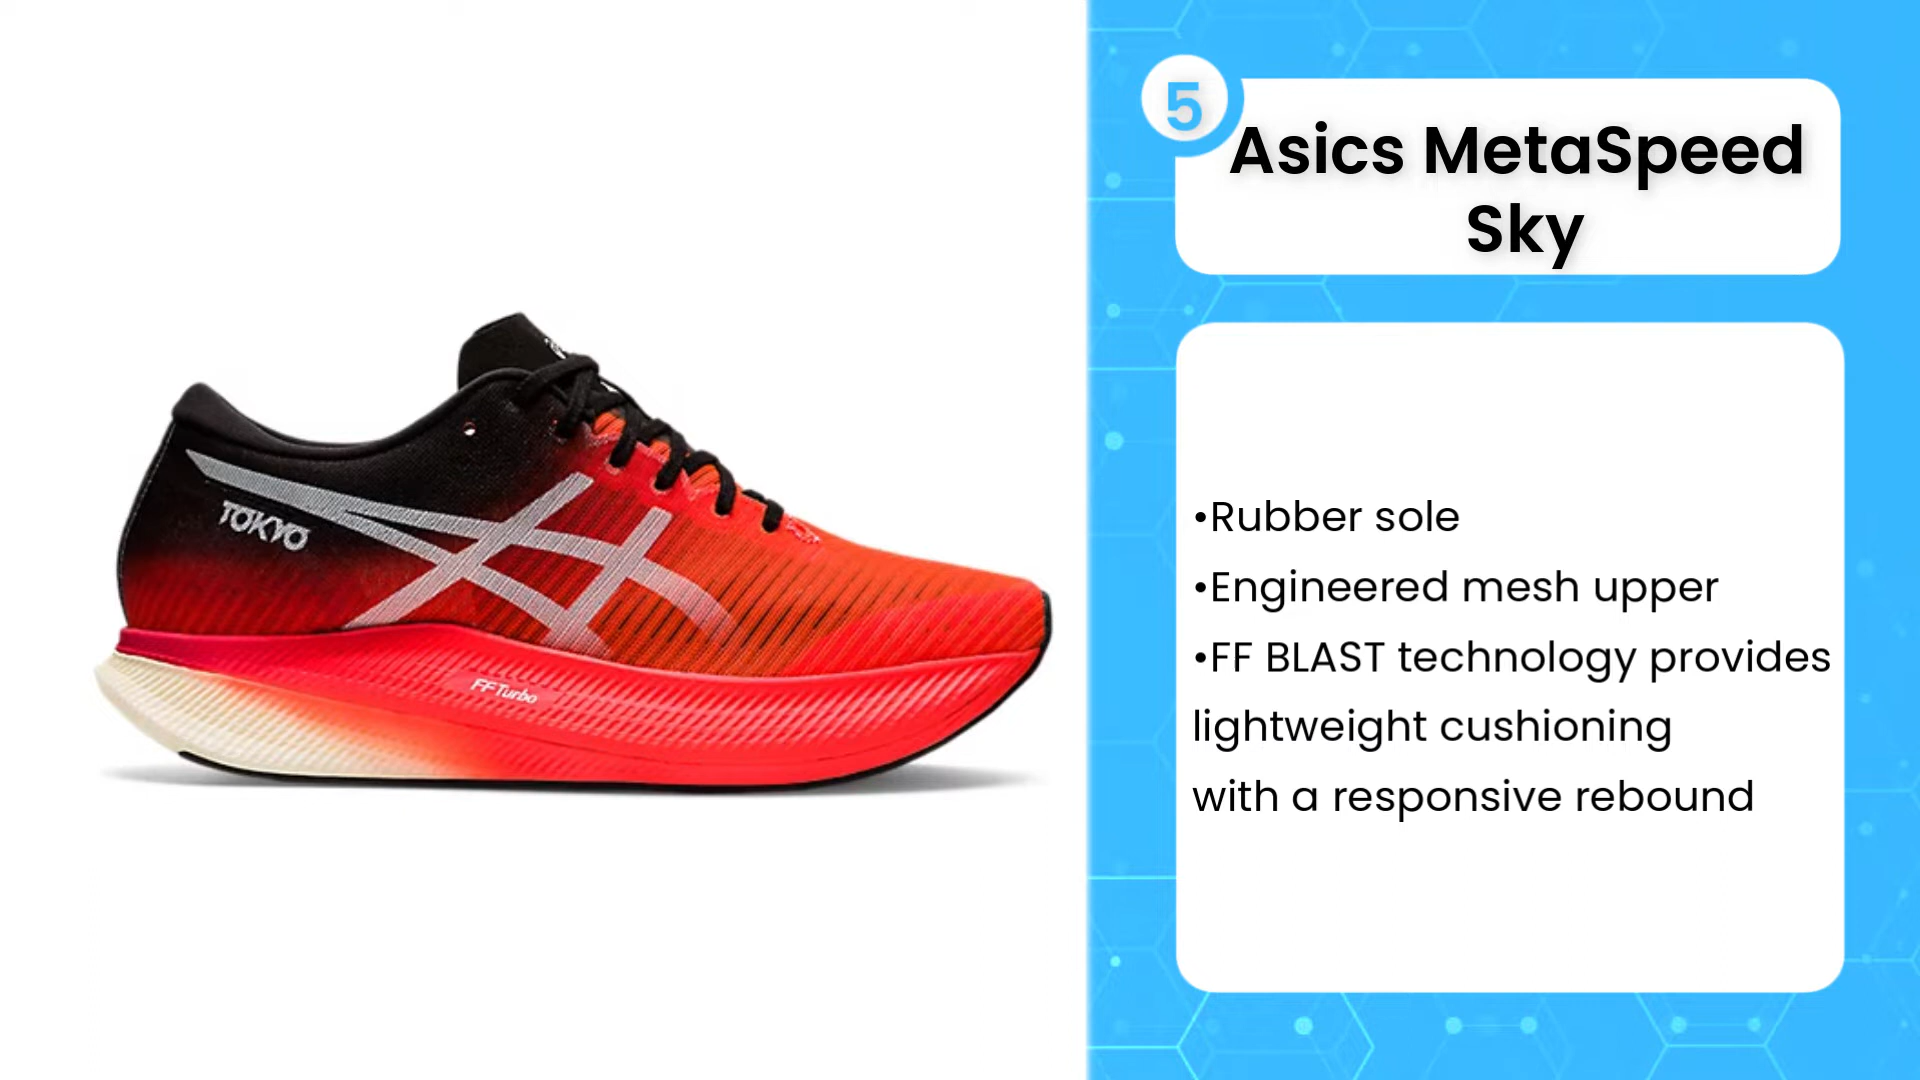 5
Asics MetaSpeed
Sky
TOKYO
FF Turbo
•Rubber sole
•Engineered mesh upper
•FF BLAST technology provides
lightweight cushioning
with a responsive rebound